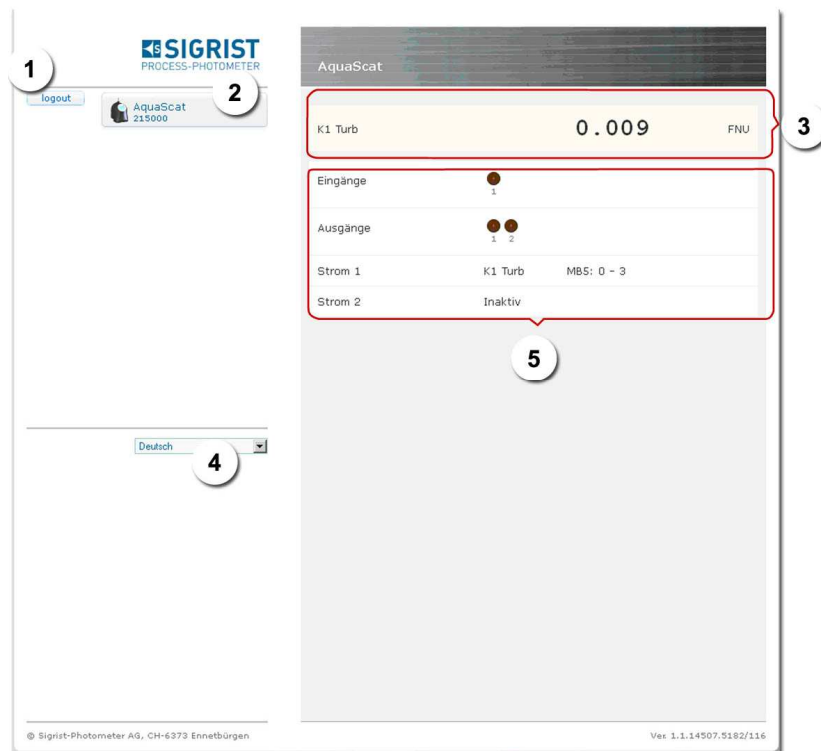 SIGRIST
PROCESS-PHOTOMETER
AquaScat
1
2
logout
AquaScat
215000
K1 Turb 0.009 FNU
3
Eingänge
1
Ausgänge
1 2
Strom 1 K1 Turb MB5: 0 - 3
Strom 2 Inaktiv
5
Deutsch
4
© Sigrist-Photometer AG, CH-6373 Ennetbürgen
Ver. 1.1.14507.5182/116